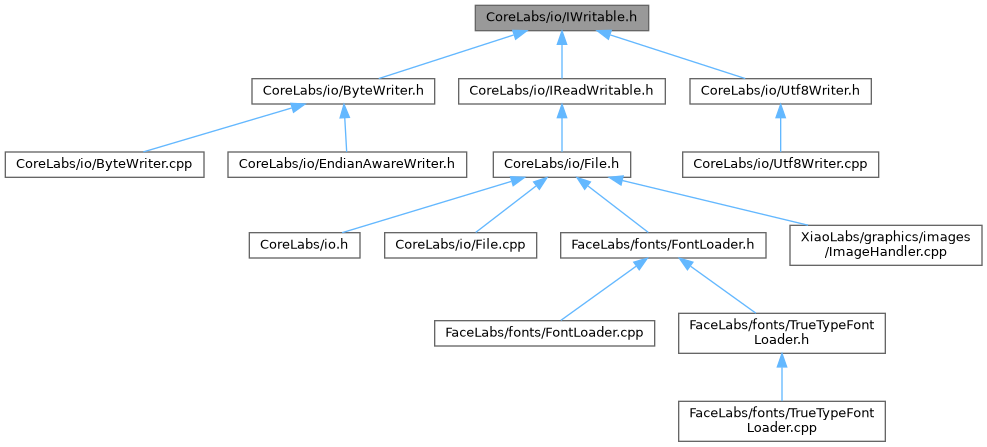 CoreLabs/io/IWritable.h
CoreLabs/io/ByteWriter.h
CoreLabs/io/IReadWritable.h
CoreLabs/io/Utf8Writer.h
CoreLabs/io/ByteWriter.cpp
CoreLabs/io/EndianAwareWriter.h
CoreLabs/io/File.h
CoreLabs/io/Utf8Writer.cpp
CoreLabs/io.h
CoreLabs/io/File.cpp
FaceLabs/fonts/FontLoader.h
XiaoLabs/graphics/images
/ImageHandler.cpp
FaceLabs/fonts/FontLoader.cpp
FaceLabs/fonts/TrueTypeFont
Loader.h
FaceLabs/fonts/TrueTypeFont
Loader.cpp